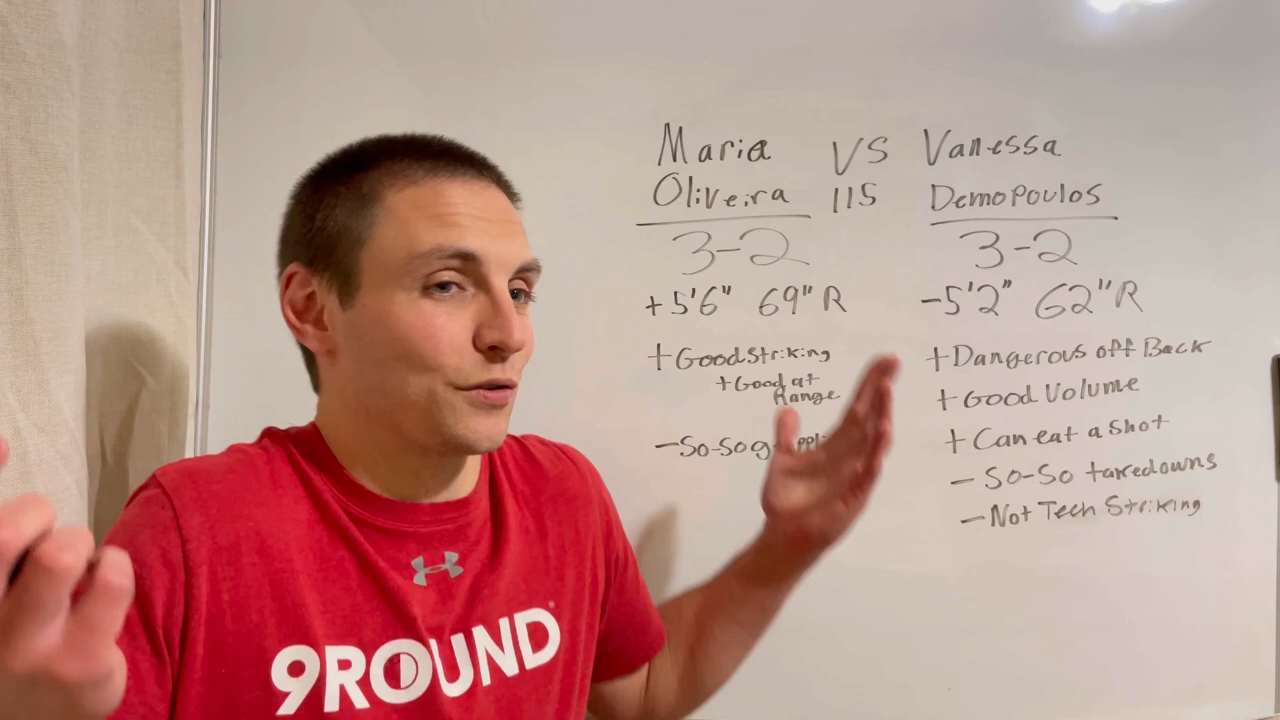 Maria VS Vanessa
Oliveira 115 Demopoulos
3-2 3-2
+5'6" 69"R -5'2" 62"R
+Good Striking
+Good at
Range
-So-So
+Dangerous off Back
+Good Volume
+Can eat a shot
-So-So takedowns
-Not Tech Striking
9ROUND